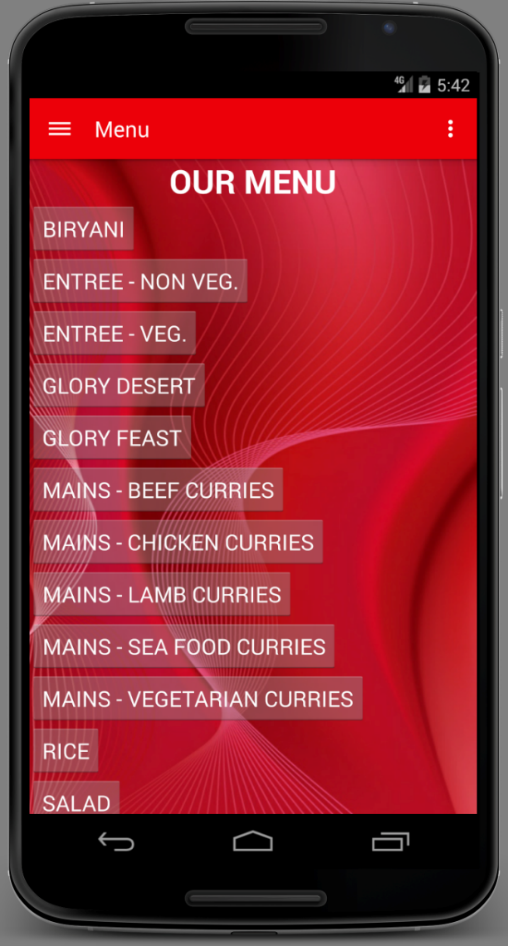 4G 5:42
Menu
OUR MENU
BIRYANI
ENTREE - NON VEG.
ENTREE - VEG.
GLORY DESERT
GLORY FEAST
MAINS - BEEF CURRIES
MAINS - CHICKEN CURRIES
MAINS - LAMB CURRIES
MAINS - SEA FOOD CURRIES
MAINS - VEGETARIAN CURRIES
RICE
SALAD